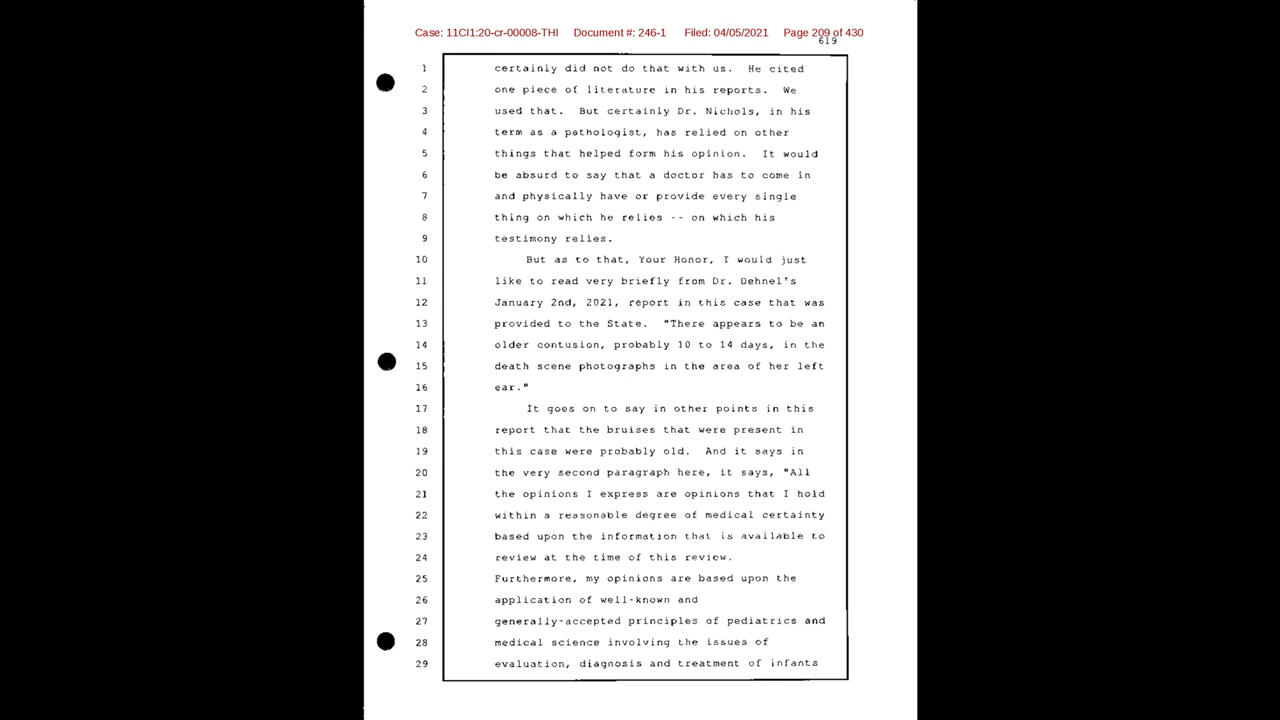 Case: 11CI1:20-cr-00008-THI Document #: 246-1 Filed: 04/05/2021 Page 209 of 430
619
1 certainly did not do that with us. He cited
2 one piece of literature in his reports. We
3 used that. But certainly Dr. Nichols, in his
4 term as a pathologist, has relied on other
5 things that helped form his opinion. It would
6 be absurd to say that a doctor has to come in
7 and physically have or provide every single
8 thing on which he relies -- on which his
9 testimony relies.
10 But as to that, Your Honor, I would just
11 like to read very briefly from Dr. Dehnel's
12 January 2nd, 2021, report in this case that was
13 provided to the State. "There appears to be an
14 older contusion, probably 10 to 14 days, in the
15 death scene photographs in the area of her left
16 ear."
17 It goes on to say in other points in this
18 report that the bruises that were present in
19 this case were probably old. And it says in
20 the very second paragraph here, it says, "All
21 the opinions I express are opinions that I hold
22 within a reasonable degree of medical certainty
23 based upon the information that is available to
24 review at the time of this review.
25 Furthermore, my opinions are based upon the
26 application of well-known and
27 generally-accepted principles of pediatrics and
28 medical science involving the issues of
29 evaluation, diagnosis and treatment of infants